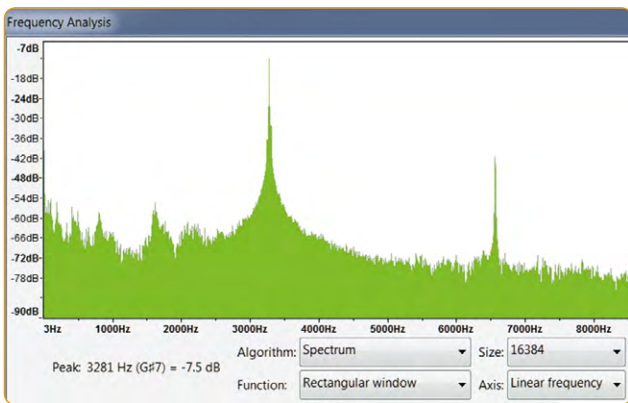 Frequency Analysis
-7dB
-18dB
-24dB
-30dB
-36dB
-42dB
-48dB
-54dB
-60dB
-66dB
-72dB
-78dB
-90dB
3Hz 1000Hz 2000Hz 3000Hz 4000Hz 5000Hz 6000Hz 7000Hz 8000Hz
Peak: 3281 Hz (G♯7) = -7.5 dB
Algorithm: Spectrum Size: 16384
Function: Rectangular window Axis: Linear frequency